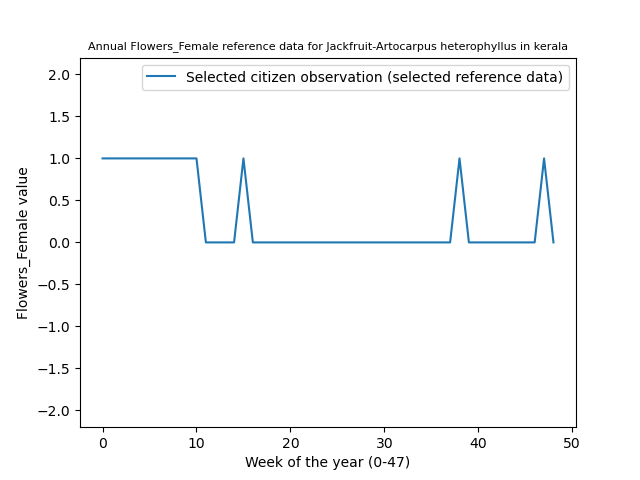 Annual Flowers_Female reference data for Jackfruit-Artocarpus heterophyllus in kerala
Selected citizen observation (selected reference data)
2.0
1.5
1.0
0.5
0.0
−0.5
−1.0
−1.5
−2.0
Flowers_Female value
0 10 20 30 40 50
Week of the year (0-47)